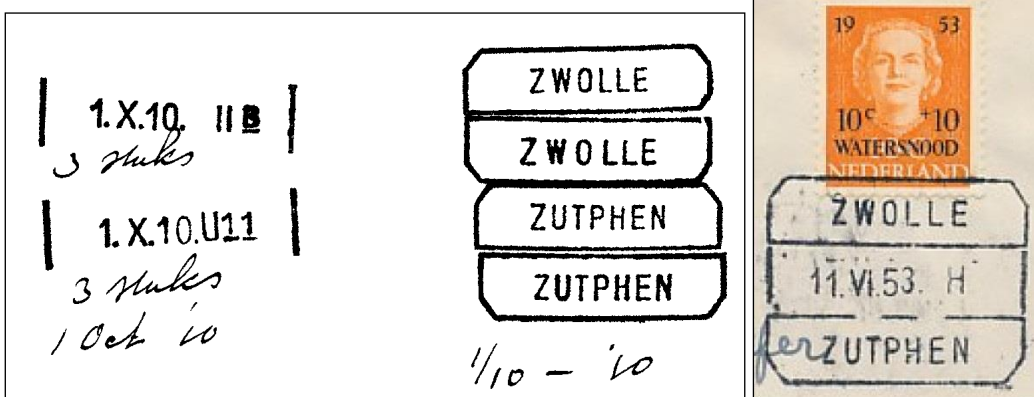 1.X.10. II B
3 stuks
1.X.10.U11
3 stuks
1 Oct '10
ZWOLLE
ZWOLLE
ZUTPHEN
ZUTPHEN
1/10 - '10
19 53
10c +10
WATERSNOOD
NEDERLAND
ZWOLLE
11.VI.53. H
fer ZUTPHEN